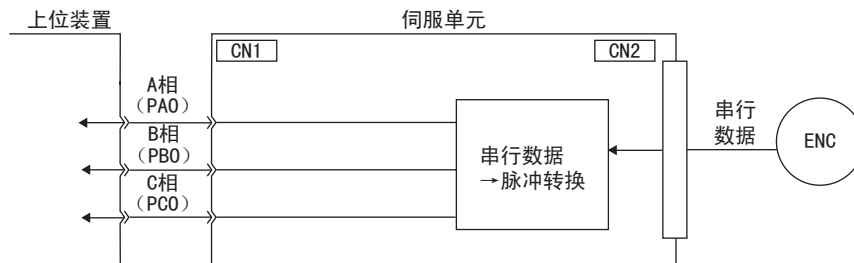 上位装置
伺服单元
CN1
CN2
A相
（PAO）
B相
（PBO）
C相
（PCO）
串行数据
→脉冲转换
串行
数据
ENC